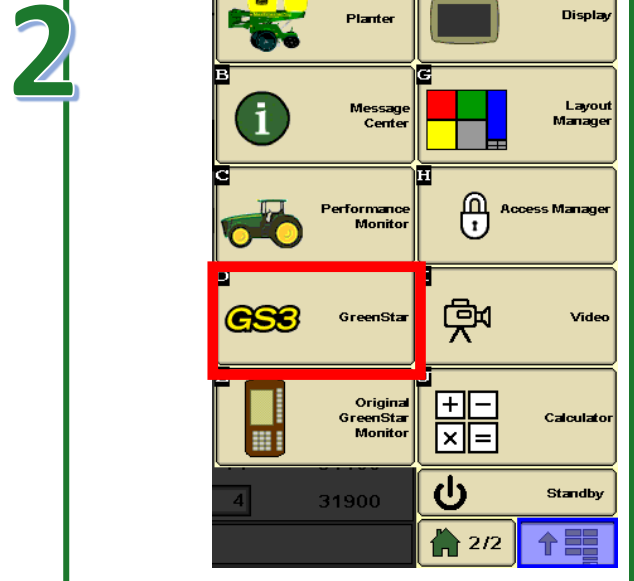 2
Planter
Display
B
Message
Center
G
Layout
Manager
C
Performance
Monitor
H
Access Manager
GS3
GreenStar
Video
Original
GreenStar
Monitor
Calculator
4
31900
Standby
2/2